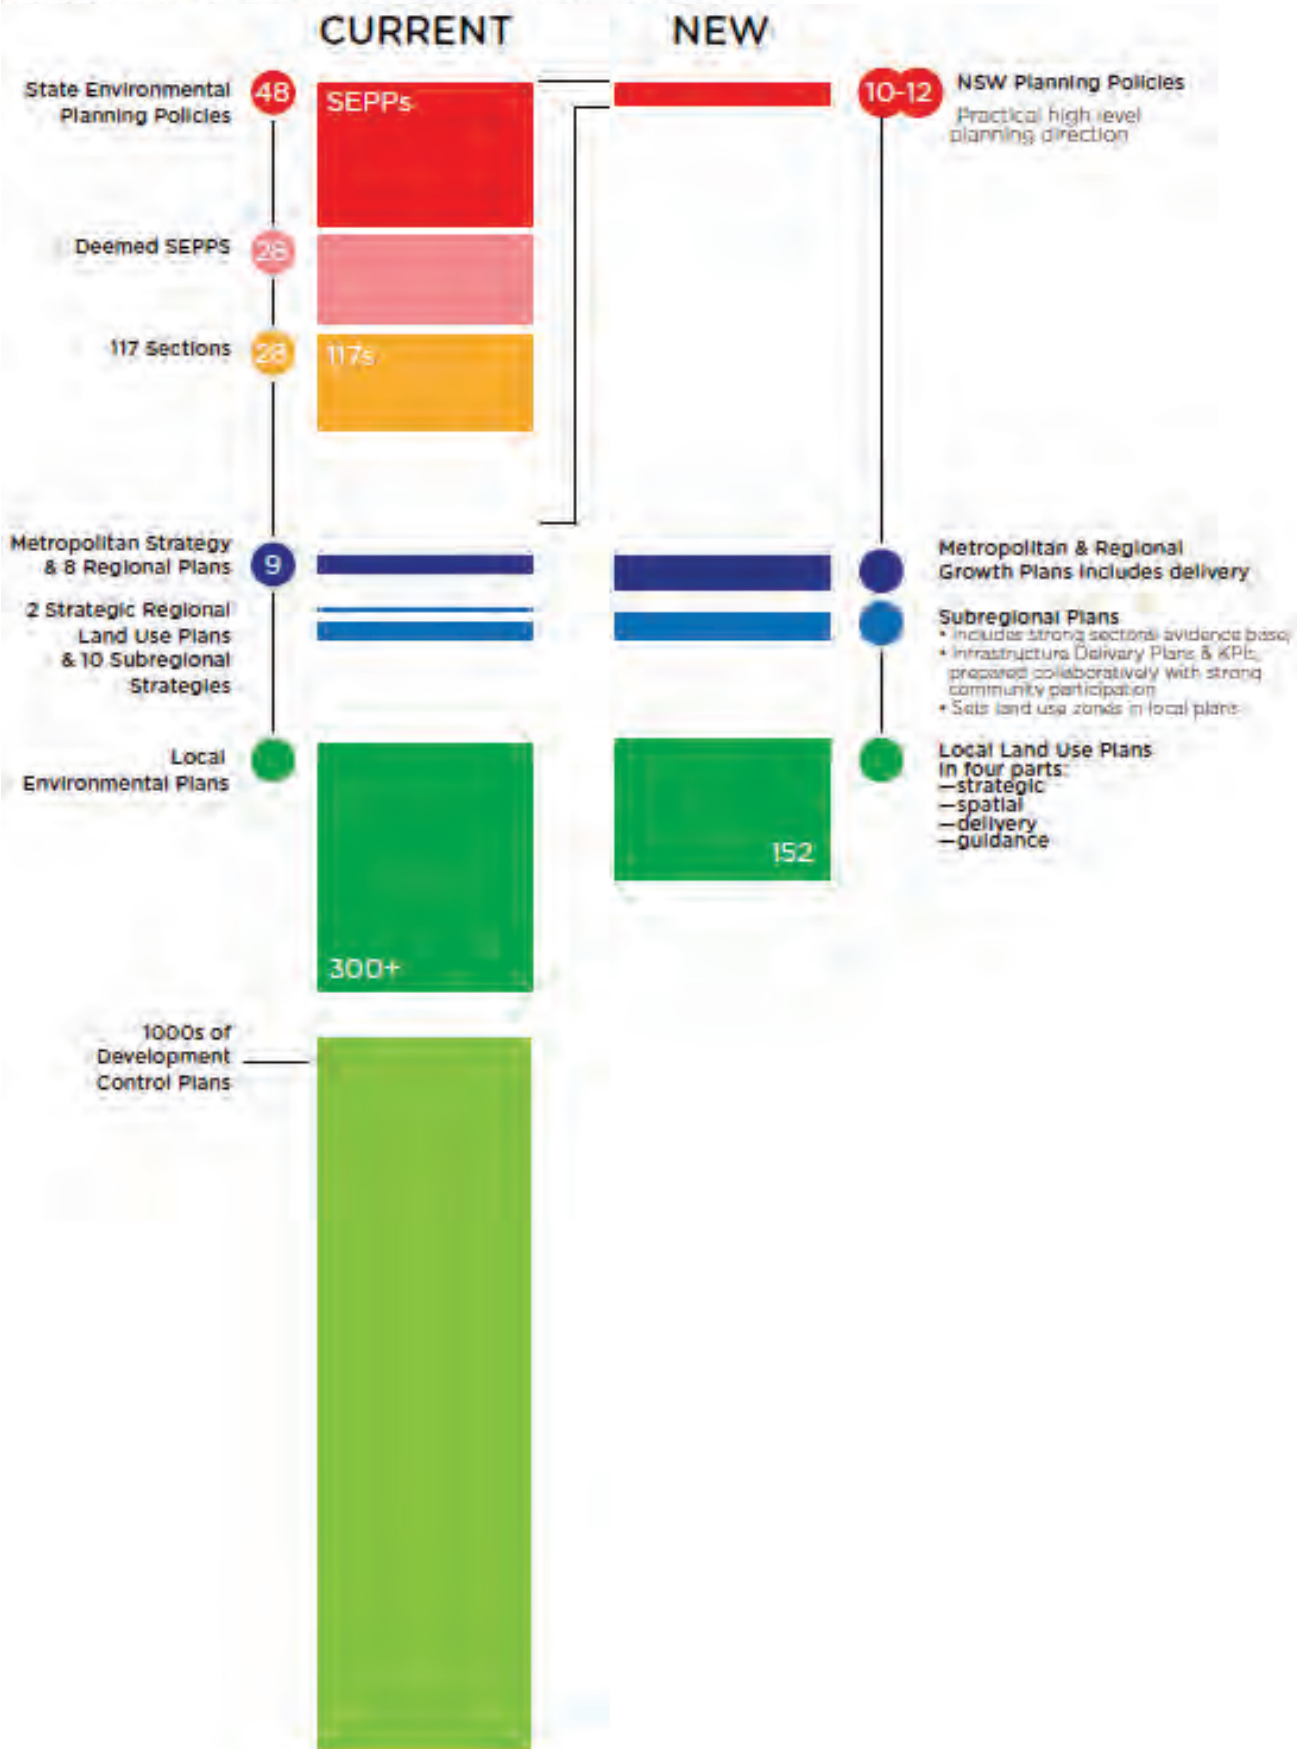 CURRENT
NEW
State Environmental
Planning Policies
48
SEPPs
10-12
NSW Planning Policies
Practical high level
planning direction
Deemed SEPPS
28
117 Sections
28
117s
Metropolitan Strategy
& 8 Regional Plans
9
Metropolitan & Regional
Growth Plans includes delivery
2 Strategic Regional
Land Use Plans
& 10 Subregional
Strategies
Subregional Plans
• Includes strong sectoral evidence base
• Infrastructure Delivery Plans & KPIs,
prepared collaboratively with strong
community participation
• Sets land use zones in local plans
Local
Environmental Plans
300+
152
Local Land Use Plans
in four parts:
—strategic
—spatial
—delivery
—guidance
1000s of
Development
Control Plans